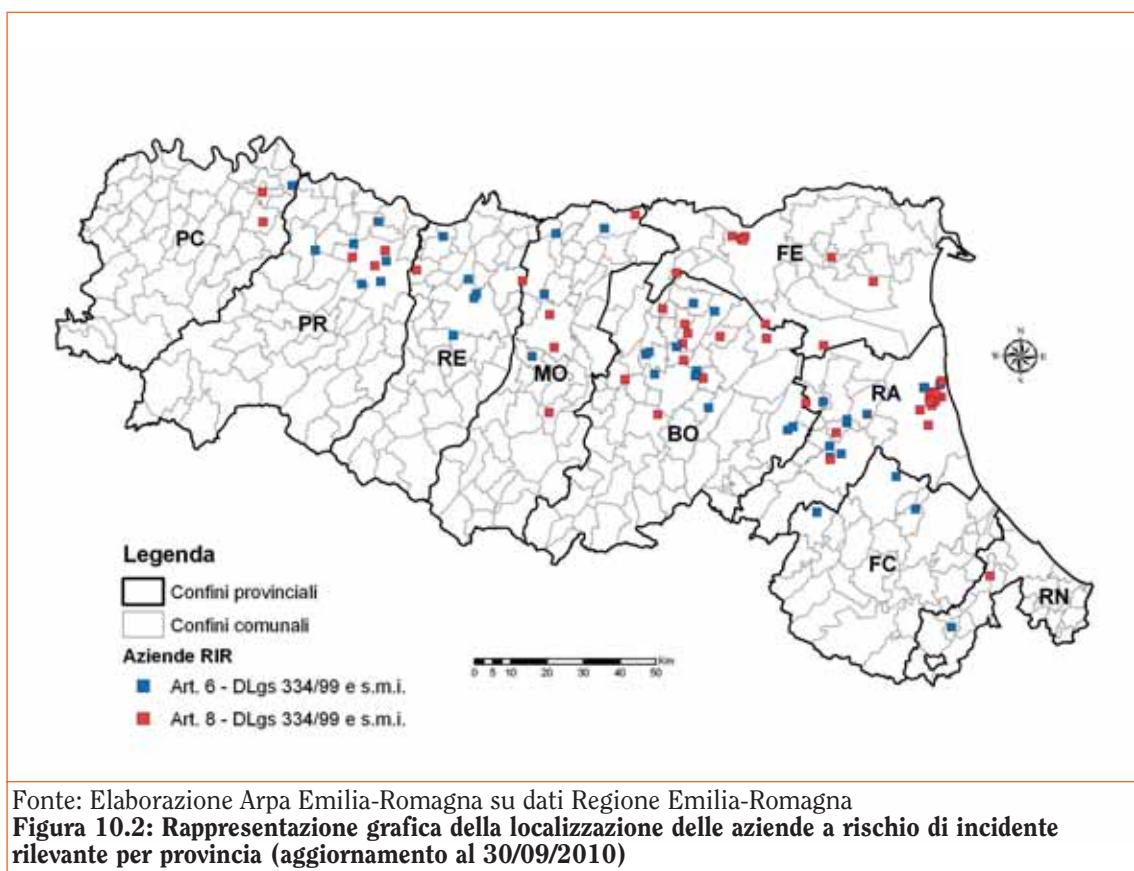 PC
PR
RE
MO
BO
FE
RA
FC
RN
N
E
S
Legenda
Confini provinciali
Confini comunali
Aziende RIR
Art. 6 - DLgs 334/99 e s.m.i.
Art. 8 - DLgs 334/99 e s.m.i.
0 5 10 20 30 40 50 Km
Fonte: Elaborazione Arpa Emilia-Romagna su dati Regione Emilia-Romagna
Figura 10.2: Rappresentazione grafica della localizzazione delle aziende a rischio di incidente
rilevante per provincia (aggiornamento al 30/09/2010)